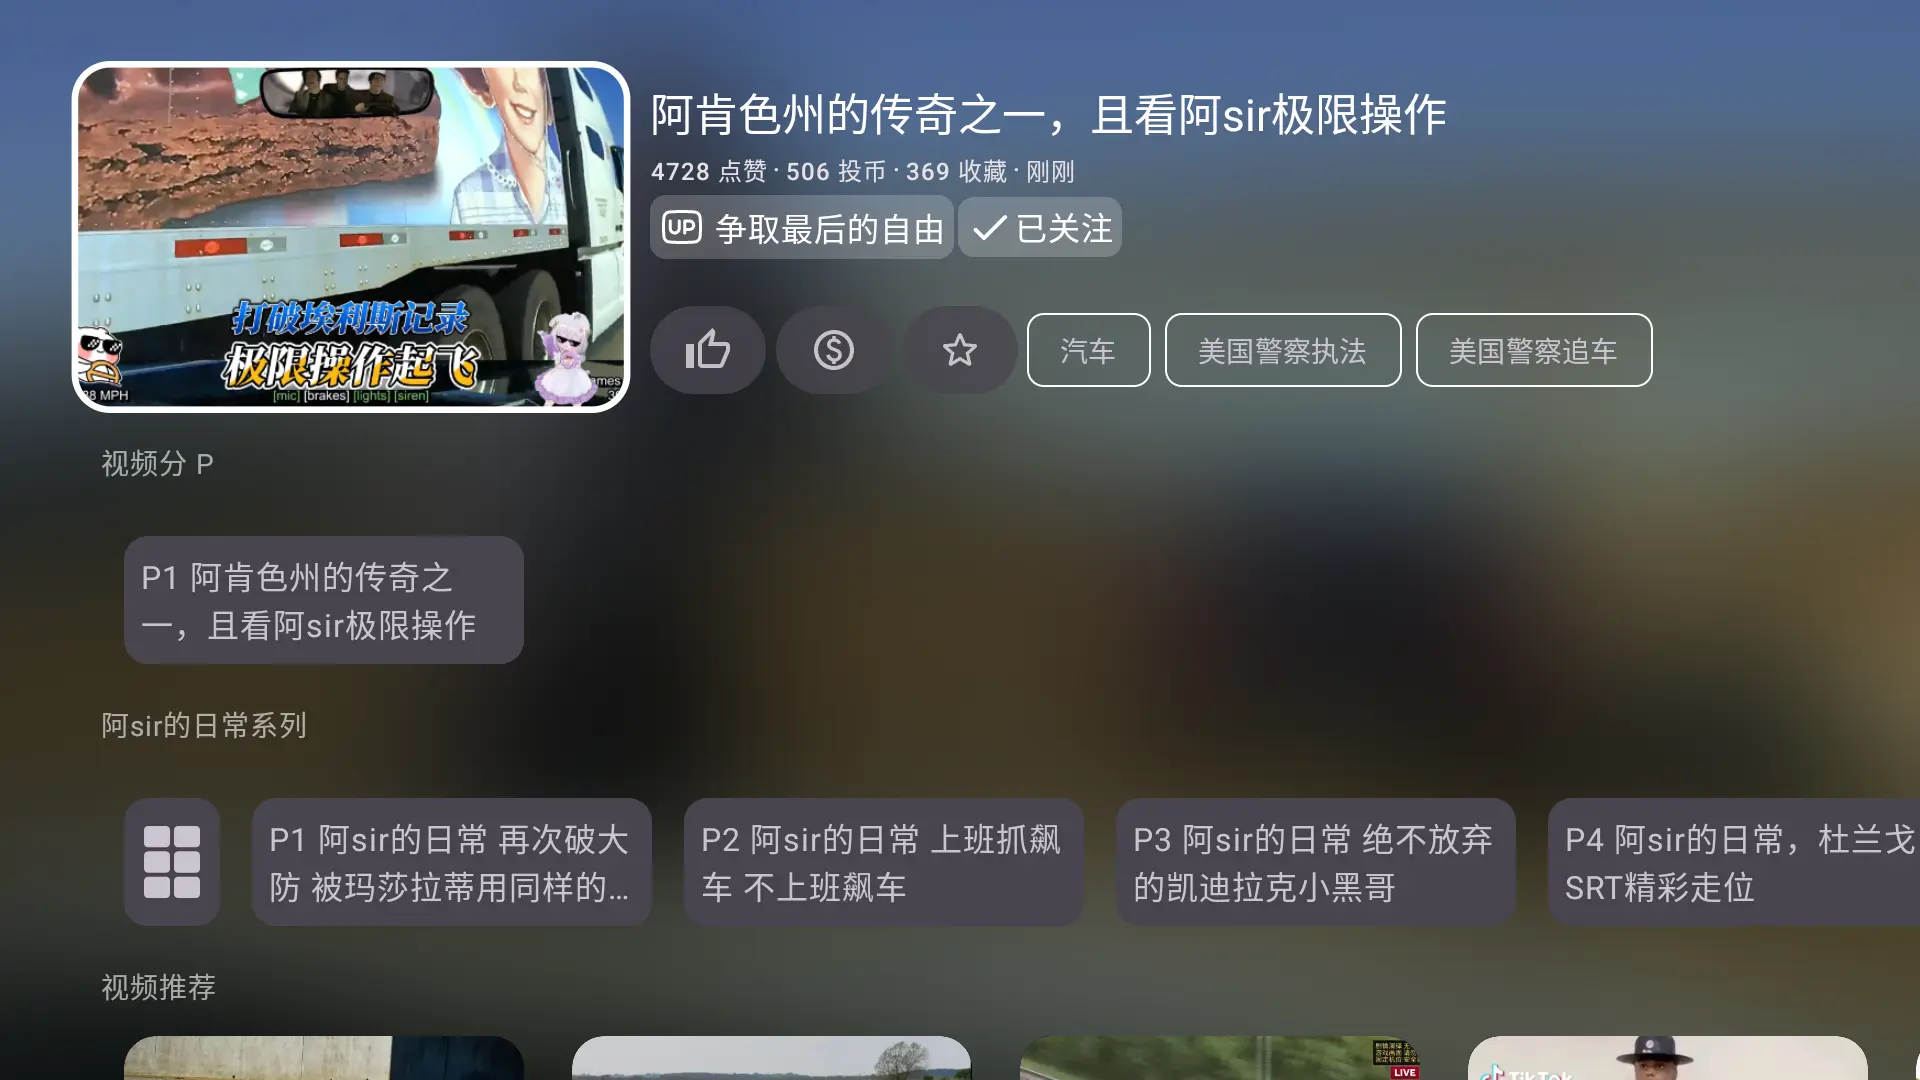 阿肯色州的传奇之一，且看阿sir极限操作
4728 点赞 · 506 投币 · 369 收藏 · 刚刚
UP 争取最后的自由
已关注
汽车
美国警察执法
美国警察追车
打破埃利斯记录
极限操作起飞
[mic] [brakes] [lights] [siren]
MPH
视频分 P
P1 阿肯色州的传奇之
一，且看阿sir极限操作
阿sir的日常系列
P1 阿sir的日常 再次破大
防 被玛莎拉蒂用同样的...
P2 阿sir的日常 上班抓飙
车 不上班飙车
P3 阿sir的日常 绝不放弃
的凯迪拉克小黑哥
P4 阿sir的日常，杜兰戈
SRT精彩走位
视频推荐
LIVE
TikTok